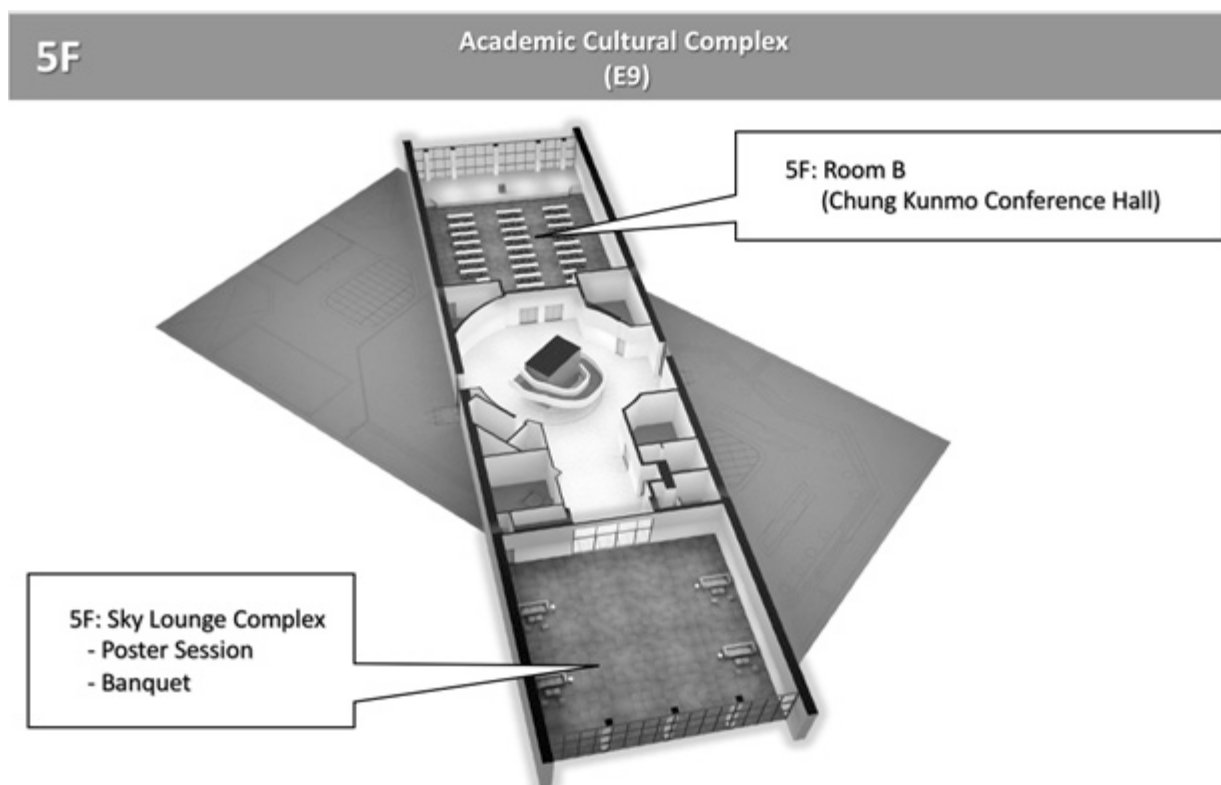 5F
Academic Cultural Complex
(E9)
5F: Room B
(Chung Kunmo Conference Hall)
5F: Sky Lounge Complex
- Poster Session
- Banquet